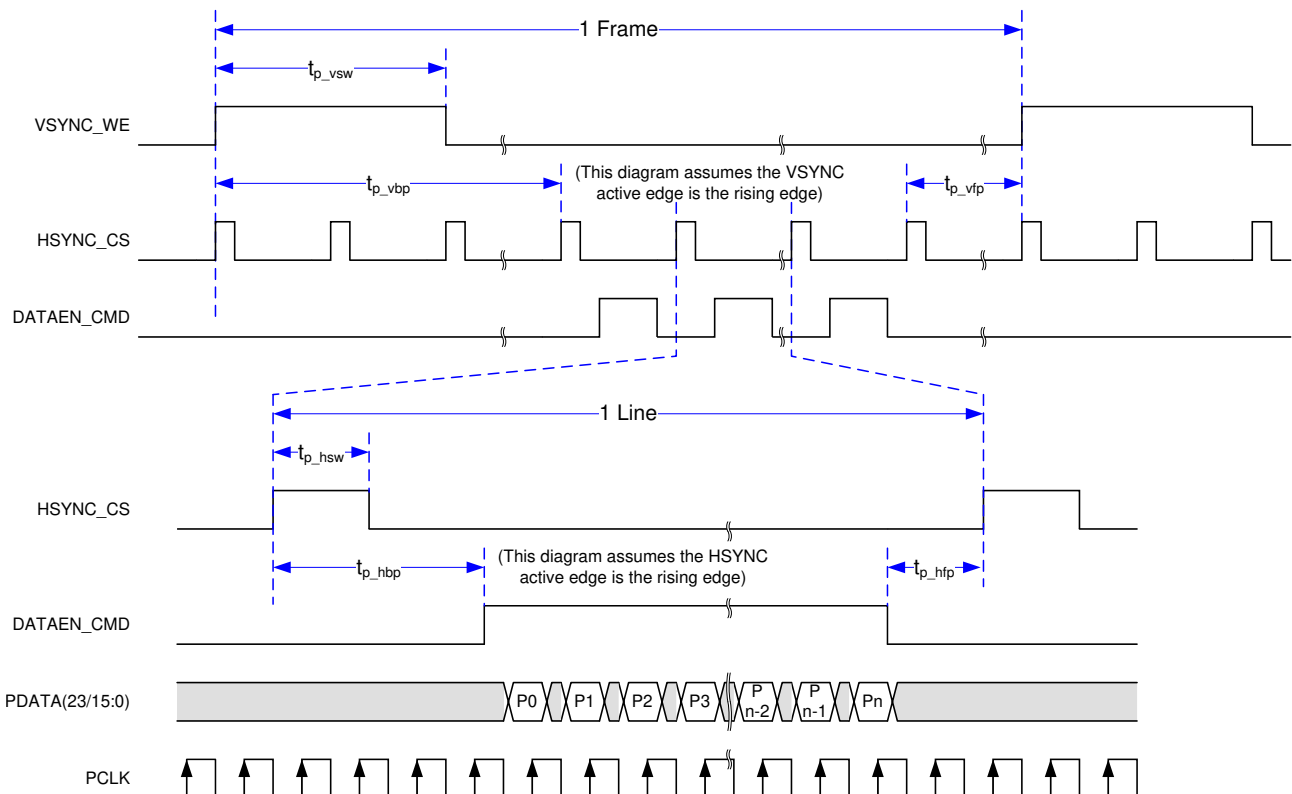 1 Frame
tp_vsw
VSYNC_WE
(This diagram assumes the VSYNC
active edge is the rising edge)
tp_vbp
tp_vfp
HSYNC_CS
DATAEN_CMD
1 Line
tp_hsw
HSYNC_CS
(This diagram assumes the HSYNC
active edge is the rising edge)
tp_hbp
tp_hfp
DATAEN_CMD
PDATA(23/15:0)
P0
P1
P2
P3
P
n-2
P
n-1
Pn
PCLK